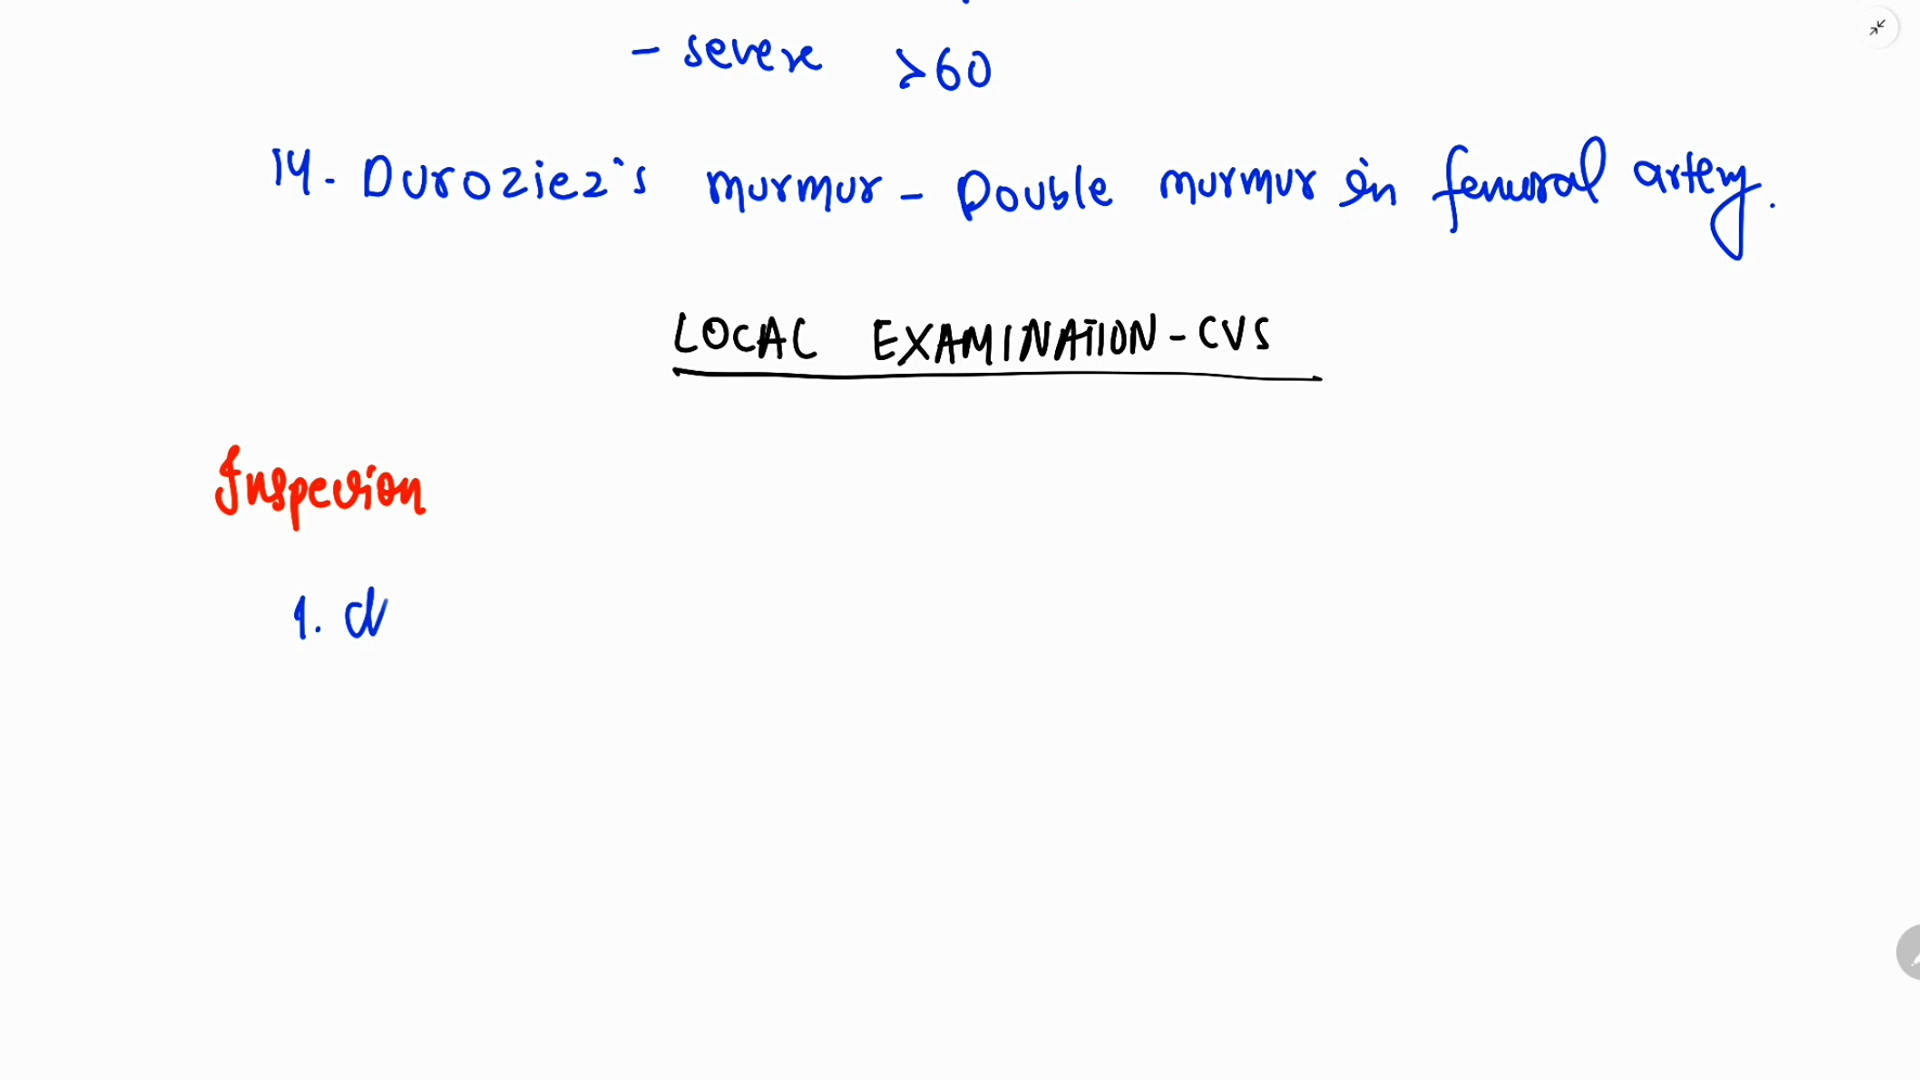 - severe >60
14. Duroziez's murmur - Double murmur in femoral artery.
LOCAL EXAMINATION - CVS
Inspection
1.